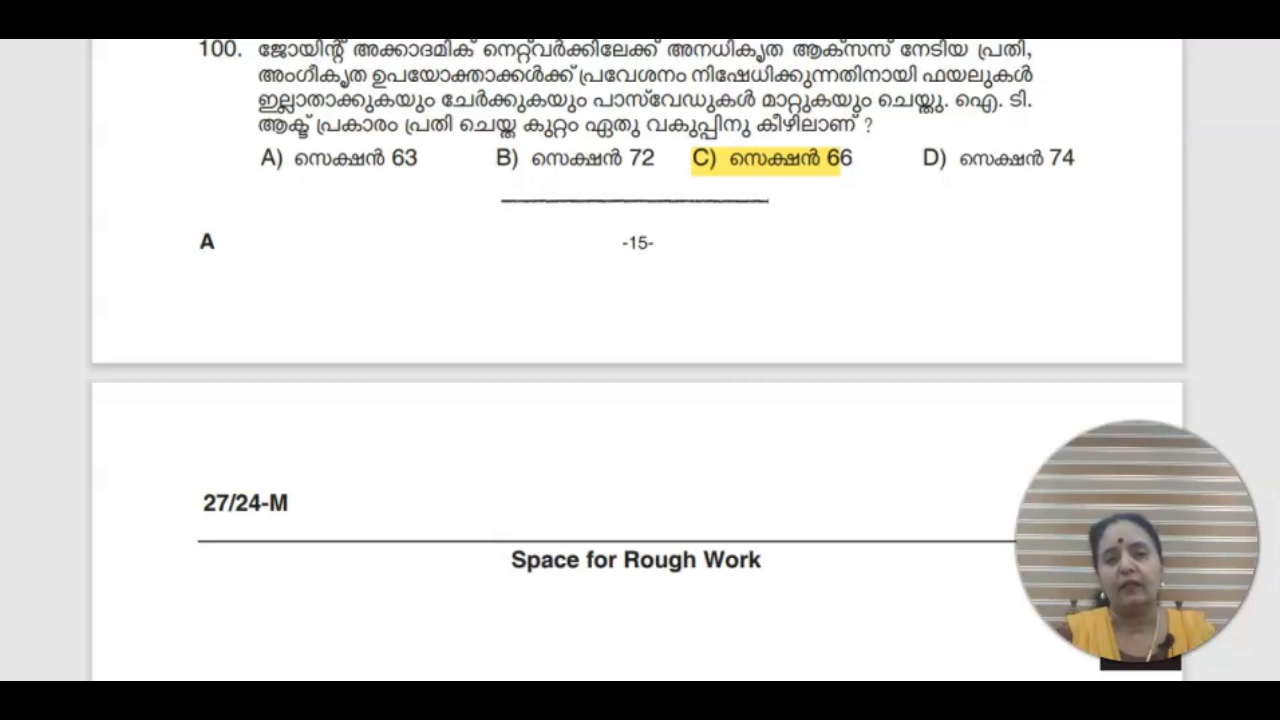 100. ജോയിന്റ് അക്കാദമിക് നെറ്റ്‌വർക്കിലേക്ക് അനധികൃത ആക്സസ് നേടിയ പ്രതി,
അംഗീകൃത ഉപയോക്താക്കൾക്ക് പ്രവേശനം നിഷേധിക്കുന്നതിനായി ഫയലുകൾ
ഇല്ലാതാക്കുകയും ചേർക്കുകയും പാസ്‌വേഡുകൾ മാറ്റുകയും ചെയ്തു. ഐ. ടി.
ആക്ട് പ്രകാരം പ്രതി ചെയ്ത കുറ്റം ഏതു വകുപ്പിനു കീഴിലാണ് ?
A) സെക്ഷൻ 63 B) സെക്ഷൻ 72 C) സെക്ഷൻ 66 D) സെക്ഷൻ 74
A -15-
27/24-M
Space for Rough Work